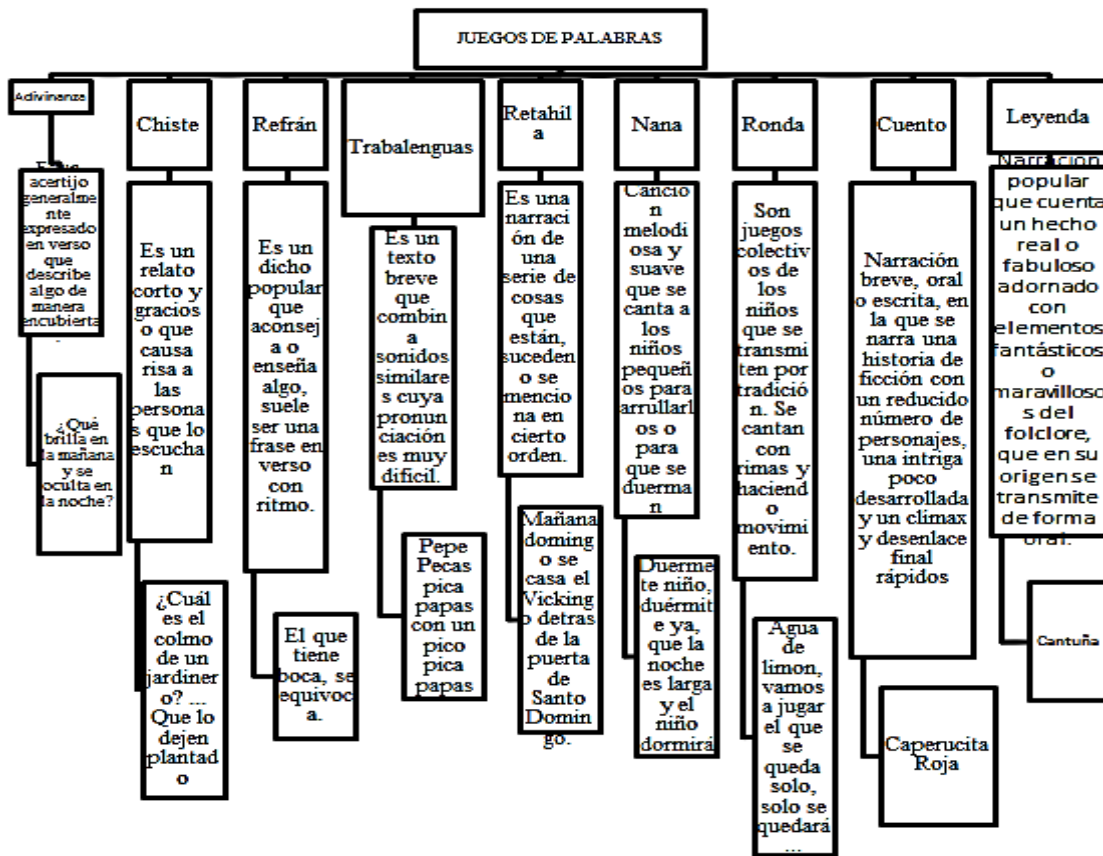 JUEGOS DE PALABRAS
Adivinanza
acertijo
generalme
nte
expresado
en verso
que
describe
algo de
manera
encubierta
.
¿Qué
brilla en
la mañana
y se
oculta en
la noche?
Chiste
Es un
relato
corto y
gracios
o que
causa
risa a
las
persona
s que lo
escucha
n
¿Cuál
es el
colmo
de un
jardiner
o? ...
Que lo
dejen
plantad
o
Refrán
Es un
dicho
popular
que
aconsej
a o
enseña
algo,
suele
ser una
frase en
verso
con
ritmo.
El que
tiene
boca, se
equivoc
a.
Trabalenguas
Es un
texto
breve
que
combin
a
sonidos
similare
s cuya
pronun
ciación
es muy
difícil.
Pepe
Pecas
pica
papas
con un
pico
pica
papas
Retahíl
a
Es una
narraci
ón de
una
serie de
cosas
que
están,
suceden
o se
mencio
na en
cierto
orden.
Mañana
doming
o se
casa el
Vicking
o detras
de la
puerta
de
Santo
Domin
go.
Nana
Canció
n
melodi
osa y
suave
que se
canta a
los
niños
pequeñ
os para
arrullarl
os o
para
que se
duerma
n
Duerme
te niño,
duérmit
e ya,
que la
noche
es larga
y el
niño
dormirá
Ronda
Son
juegos
colectiv
os de
los
niños
que se
transmi
ten por
tradició
n. Se
cantan
con
rimas y
haciend
o
movimi
ento.
Agua
de
limon,
vamos
a jugar
el que
se
queda
solo,
solo se
quedará
...
Cuento
Narración
breve, oral
o escrita, en
la que se
narra una
historia de
ficción con
un reducido
número de
personajes,
una intriga
poco
desarrollada
y un clímax
y desenlace
final
rápidos
Caperucita
Roja
Leyenda
Narración
popular
que cuenta
un hecho
real o
fabuloso
adornado
con
elementos
fantásticos
o
maravilloso
s del
folclore,
que en su
origen se
transmite
de forma
oral.
Cantuña